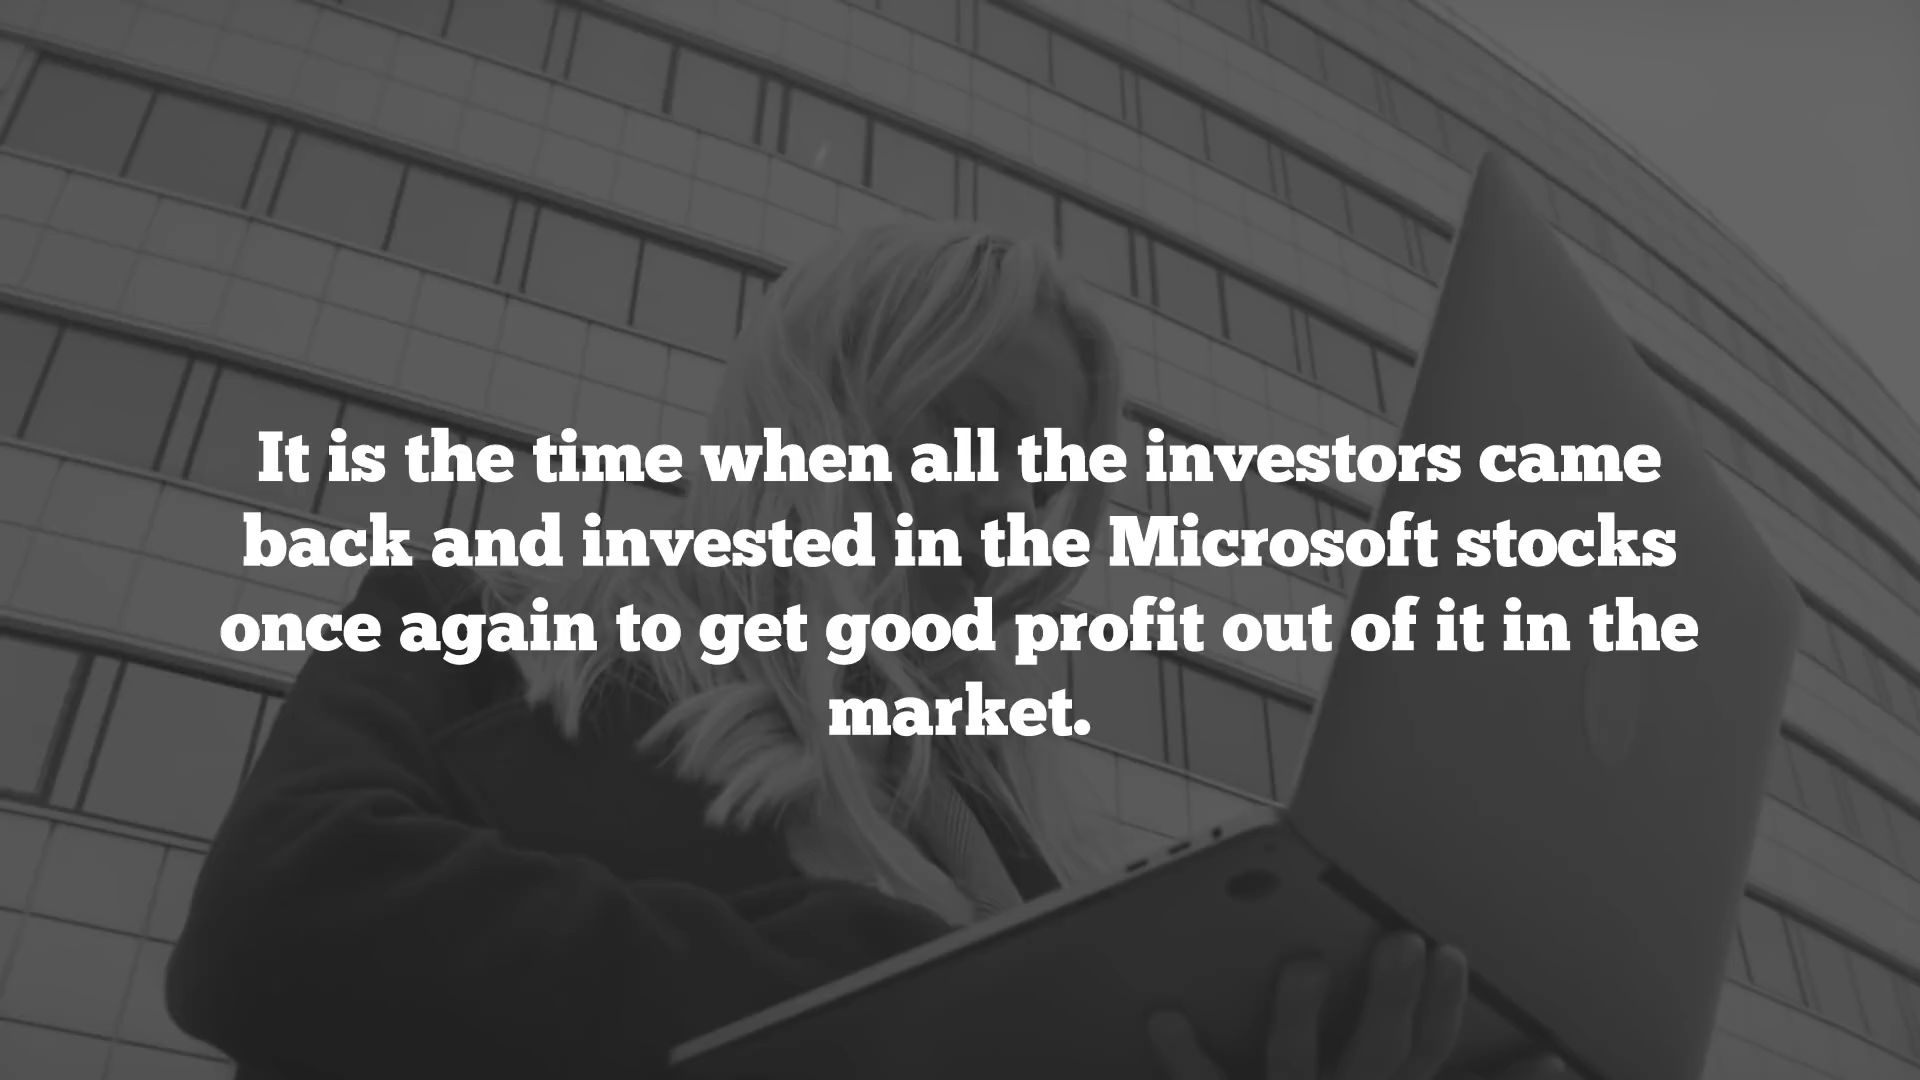 It is the time when all the investors came
back and invested in the Microsoft stocks
once again to get good profit out of it in the
market.